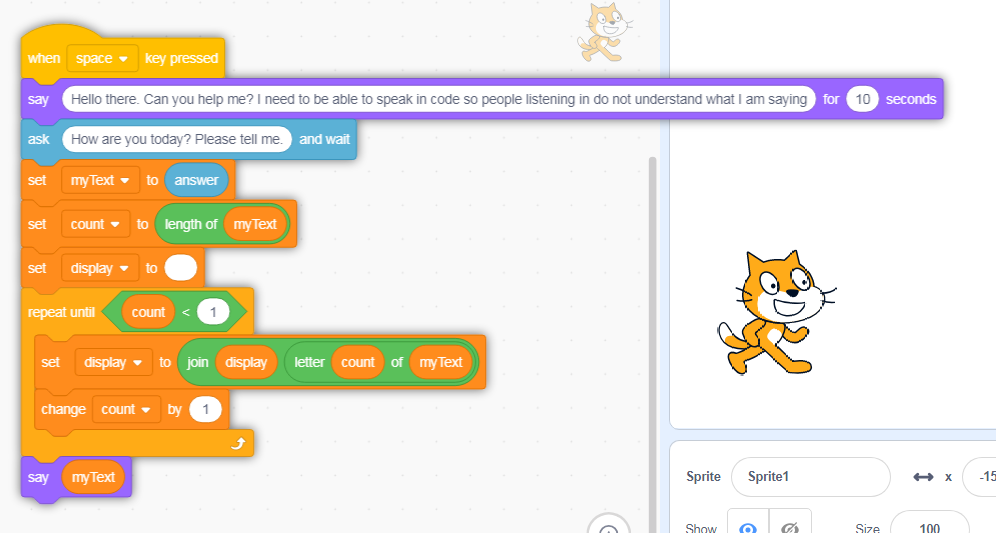 when space key pressed
say Hello there. Can you help me? I need to be able to speak in code so people listening in do not understand what I am saying for 10 seconds
ask How are you today? Please tell me. and wait
set myText to answer
set count to length of myText
set display to
repeat until count < 1
set display to join display letter count of myText
change count by 1
say myText
Sprite Sprite1 x -15
Show Size 100